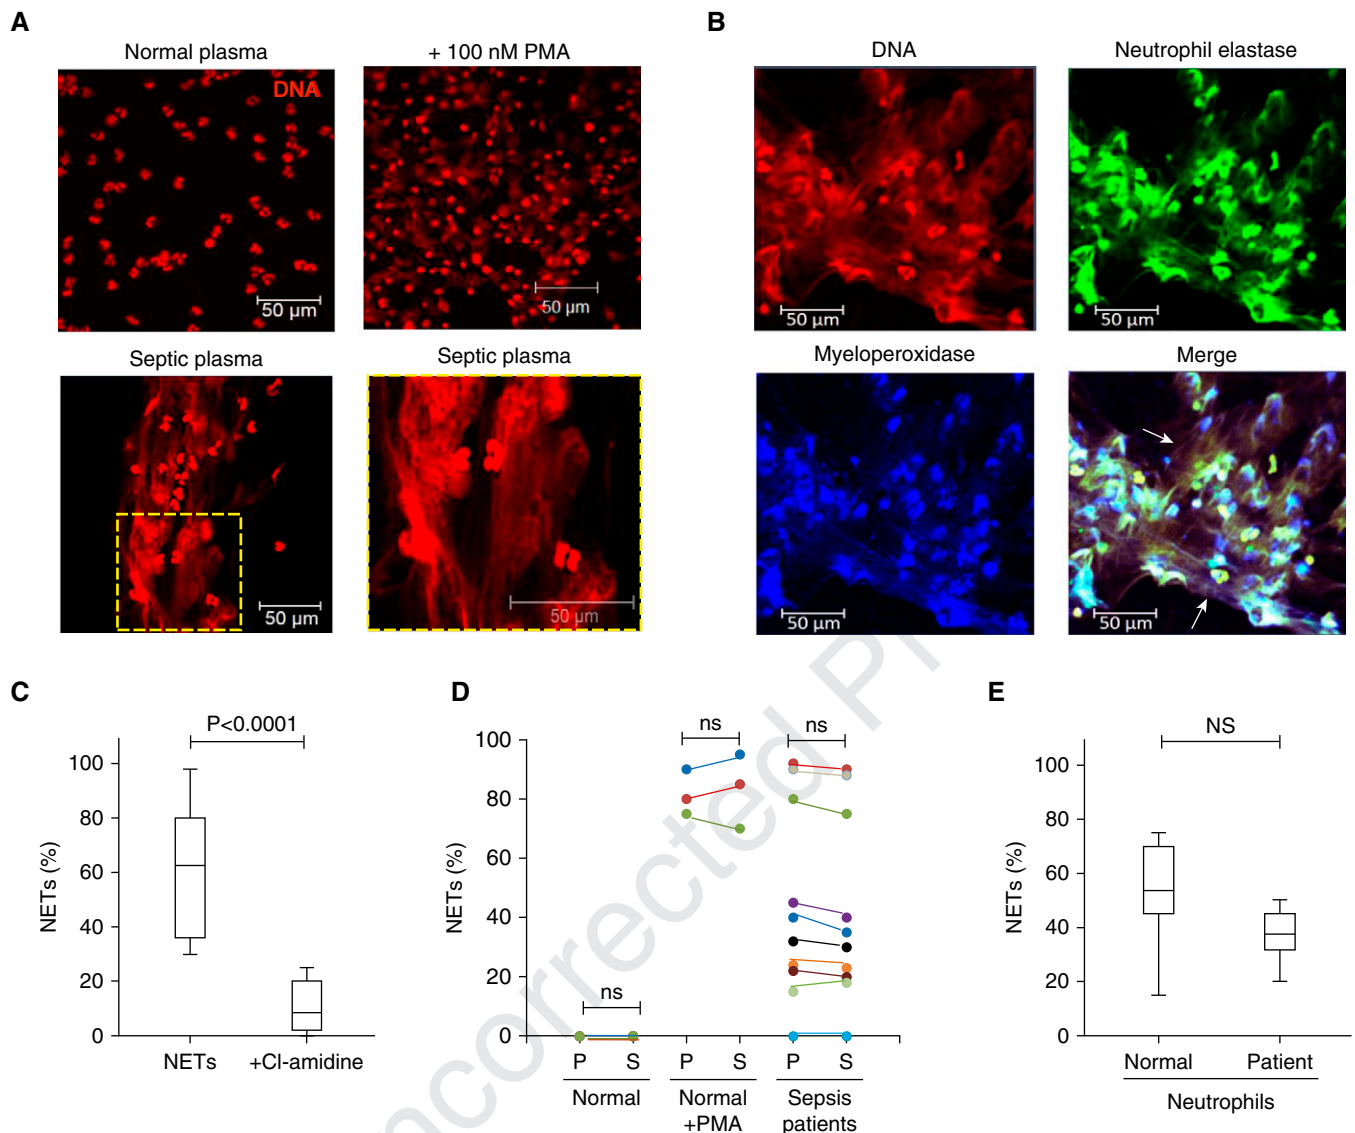 A
Normal plasma
+ 100 nM PMA
DNA
50 µm
50 µm
Septic plasma
Septic plasma
50 µm
50 µm
B
DNA
Neutrophil elastase
50 µm
50 µm
Myeloperoxidase
Merge
50 µm
50 µm
C
P<0.0001
NETs (%)
100
80
60
40
20
0
NETs
+Cl-amidine
D
NETs (%)
100
80
60
40
20
0
ns
ns
ns
P S P S P S
Normal
Normal
+PMA
Sepsis
patients
E
NS
NETs (%)
100
80
60
40
20
0
Normal
Patient
Neutrophils